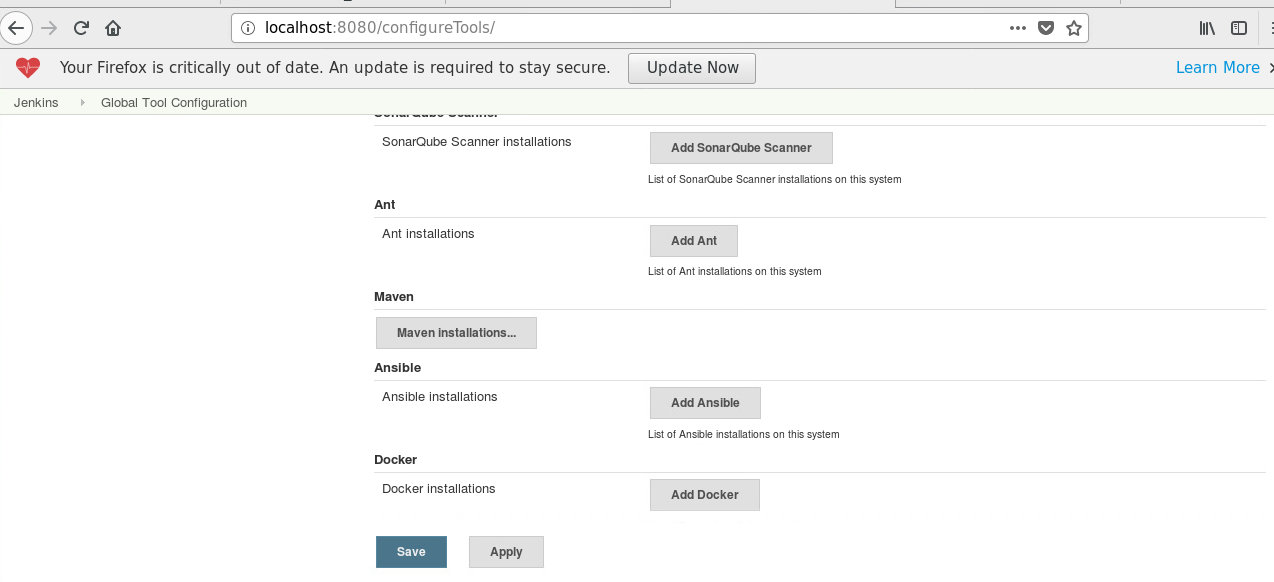 localhost:8080/configureTools/
Your Firefox is critically out of date. An update is required to stay secure. Update Now Learn More
Jenkins Global Tool Configuration
SonarQube Scanner
SonarQube Scanner installations Add SonarQube Scanner
List of SonarQube Scanner installations on this system
Ant
Ant installations Add Ant
List of Ant installations on this system
Maven
Maven installations...
Ansible
Ansible installations Add Ansible
List of Ansible installations on this system
Docker
Docker installations Add Docker
Save Apply